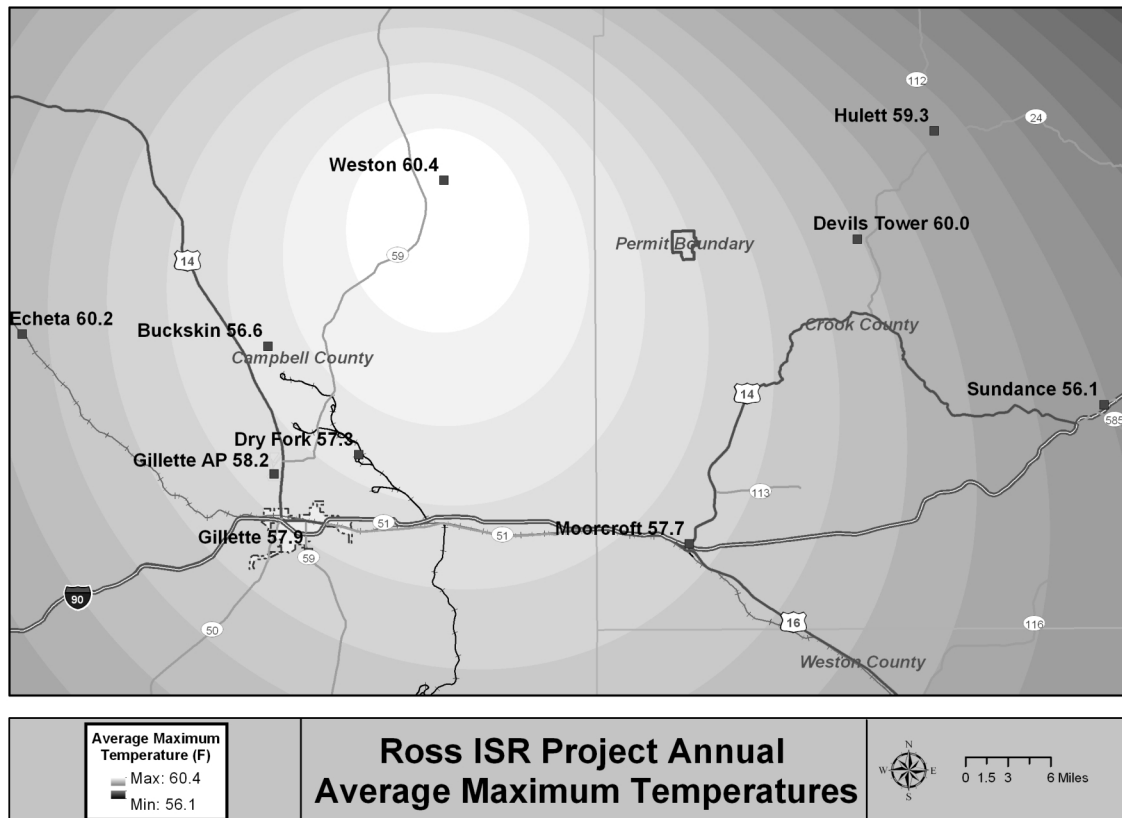 112
Hulett 59.3
24
Weston 60.4
Devils Tower 60.0
Permit Boundary
59
14
Echeta 60.2
Buckskin 56.6
Campbell County
Crook County
14
Sundance 56.1
585
Dry Fork 57.3
Gillette AP 58.2
113
51
51
Moorcroft 57.7
Gillette 57.9
59
90
50
16
116
Weston County
Average Maximum
Temperature (F)
Max: 60.4
Min: 56.1
Ross ISR Project Annual
Average Maximum Temperatures
N
W E
S
0 1.5 3 6 Miles